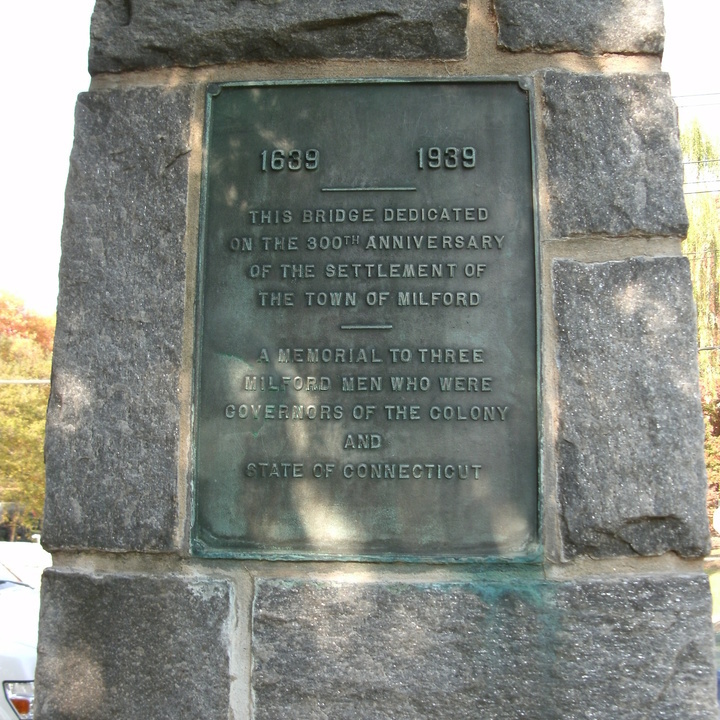 1639 1939
THIS BRIDGE DEDICATED
ON THE 300TH ANNIVERSARY
OF THE SETTLEMENT OF
THE TOWN OF MILFORD
A MEMORIAL TO THREE
MILFORD MEN WHO WERE
GOVERNORS OF THE COLONY
AND
STATE OF CONNECTICUT